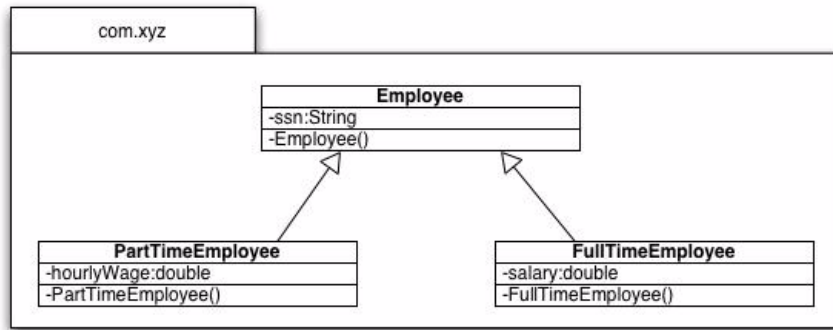 com.xyz
Employee
-ssn:String
-Employee()
PartTimeEmployee
-hourlyWage:double
-PartTimeEmployee()
FullTimeEmployee
-salary:double
-FullTimeEmployee()